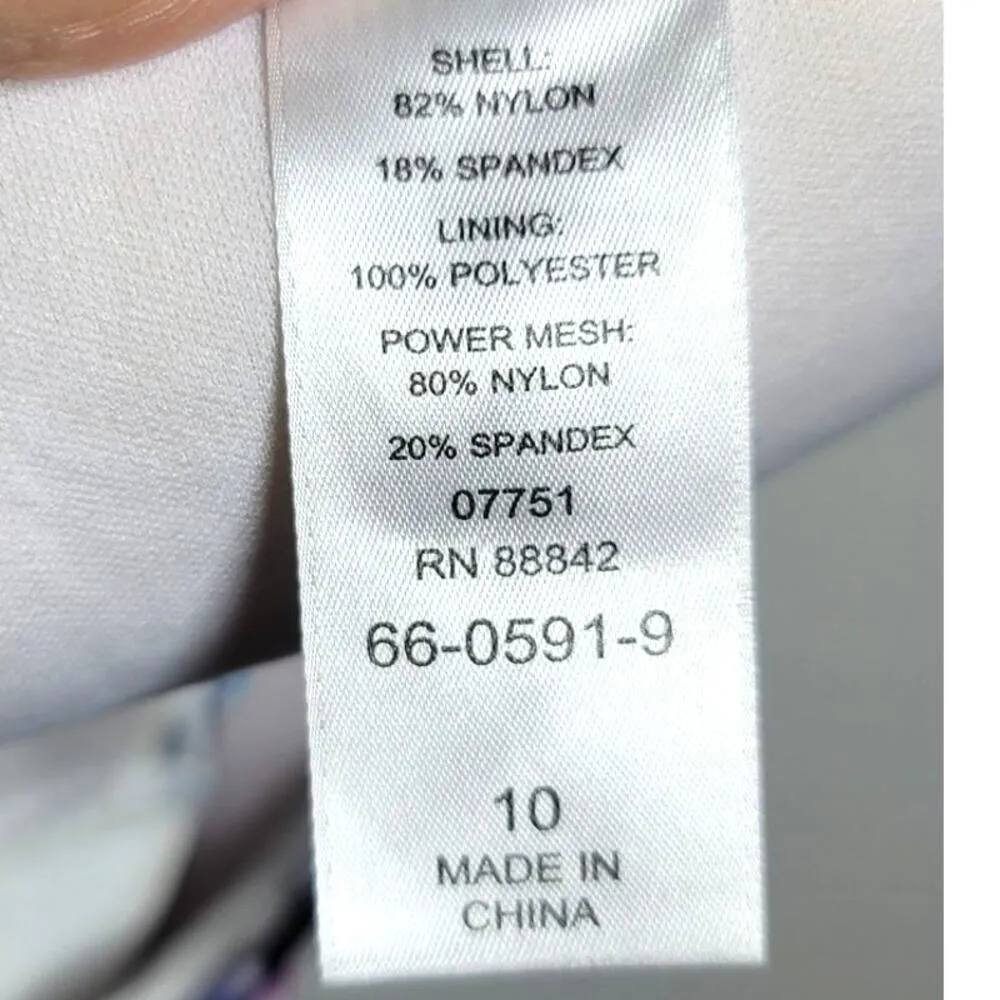 SHELL:
82% NYLON
18% SPANDEX
LINING:
100% POLYESTER
POWER MESH:
80% NYLON
20% SPANDEX
07751
RN 88842
66-0591-9
10
MADE IN
CHINA